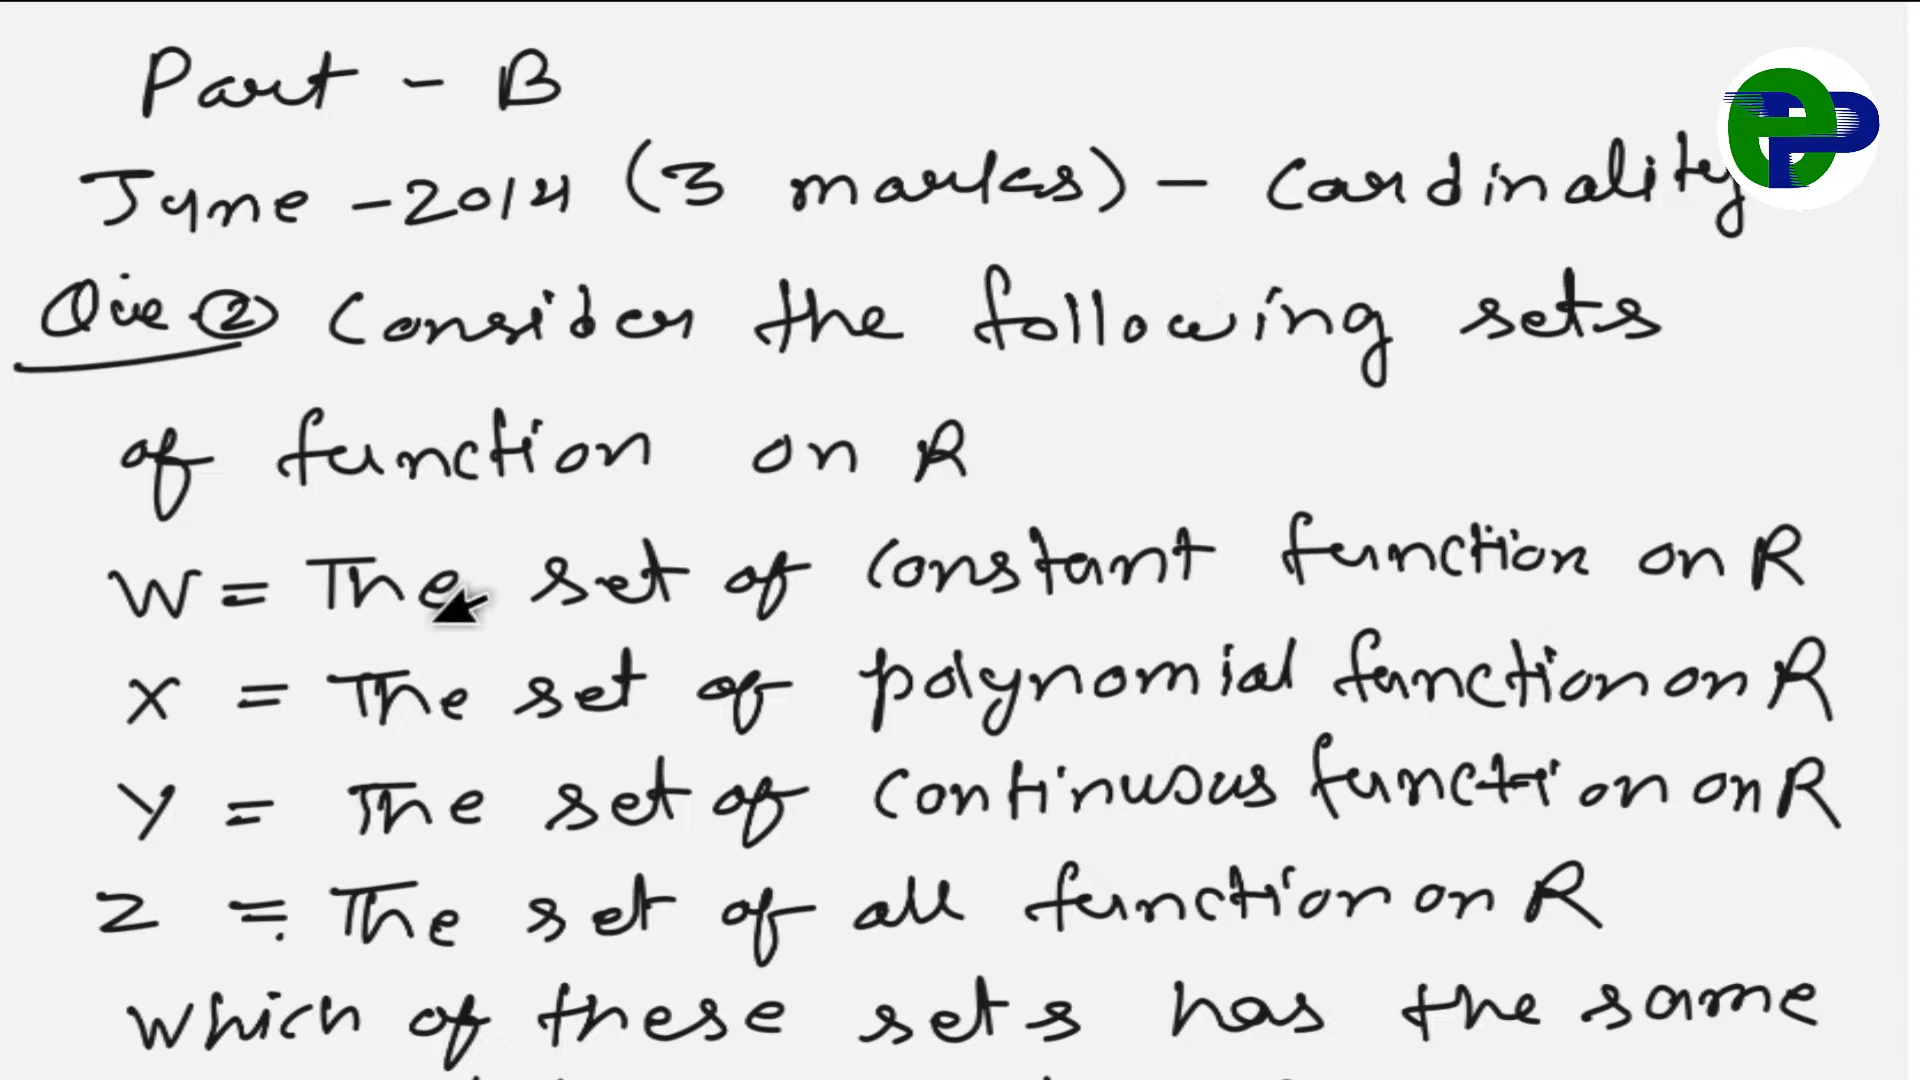 Part - B
June - 2014 (3 marks) - Cardinality
Que ② Consider the following sets
of function on R
W = The set of constant function on R
X = The set of polynomial function on R
Y = The set of continuous function on R
Z = The set of all function on R
which of these sets has the same